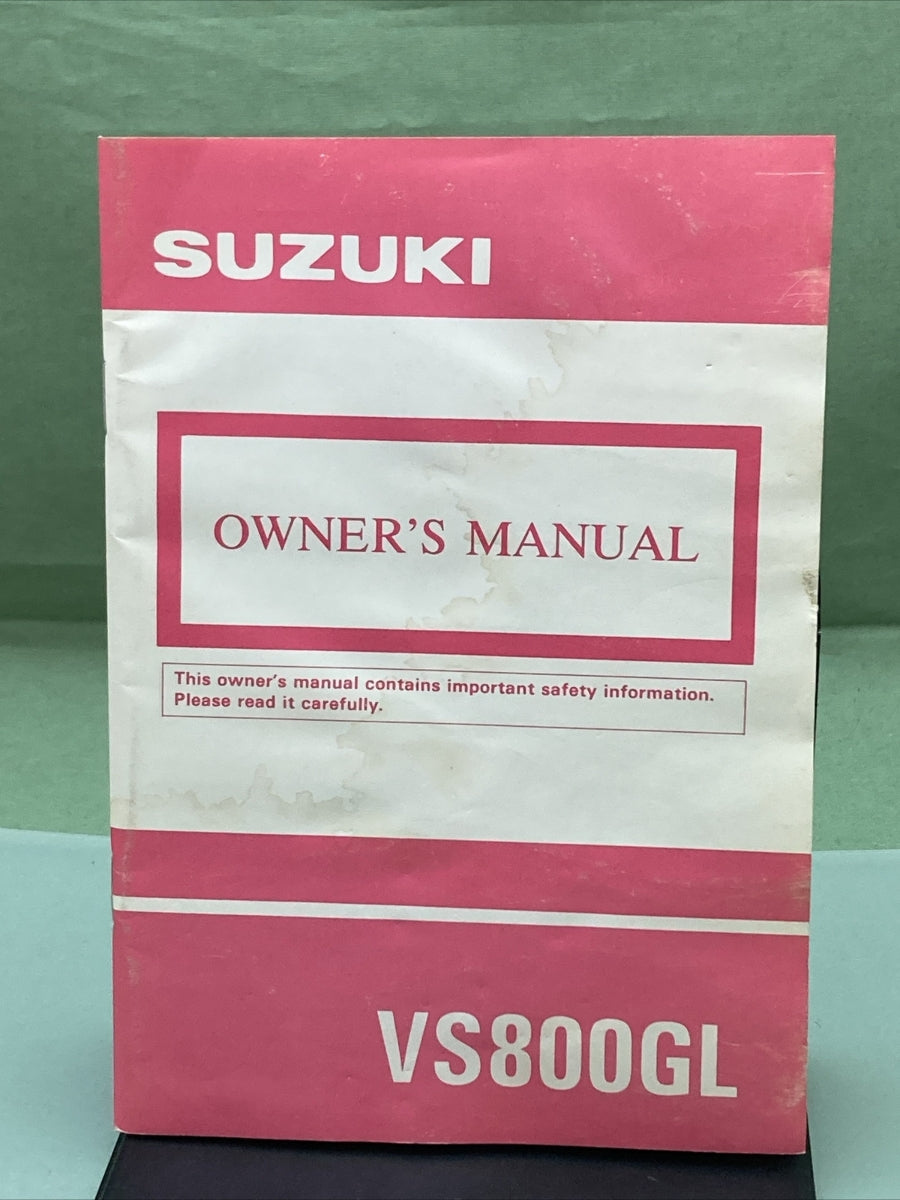 SUZUKI
OWNER'S MANUAL
This owner's manual contains important safety information.
Please read it carefully.
VS800GL